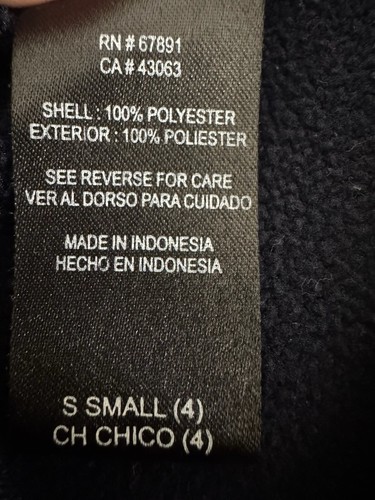 RN # 67891
CA # 43063
SHELL : 100% POLYESTER
EXTERIOR : 100% POLIESTER
SEE REVERSE FOR CARE
VER AL DORSO PARA CUIDADO
MADE IN INDONESIA
HECHO EN INDONESIA
S SMALL (4)
CH CHICO (4)